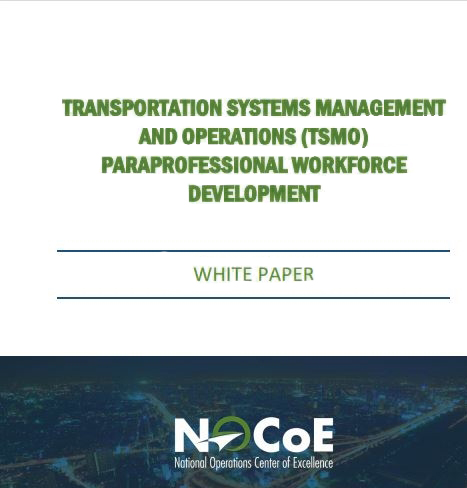 TRANSPORTATION SYSTEMS MANAGEMENT
AND OPERATIONS (TSMO)
PARAPROFESSIONAL WORKFORCE
DEVELOPMENT
WHITE PAPER
NOCoE
National Operations Center of Excellence